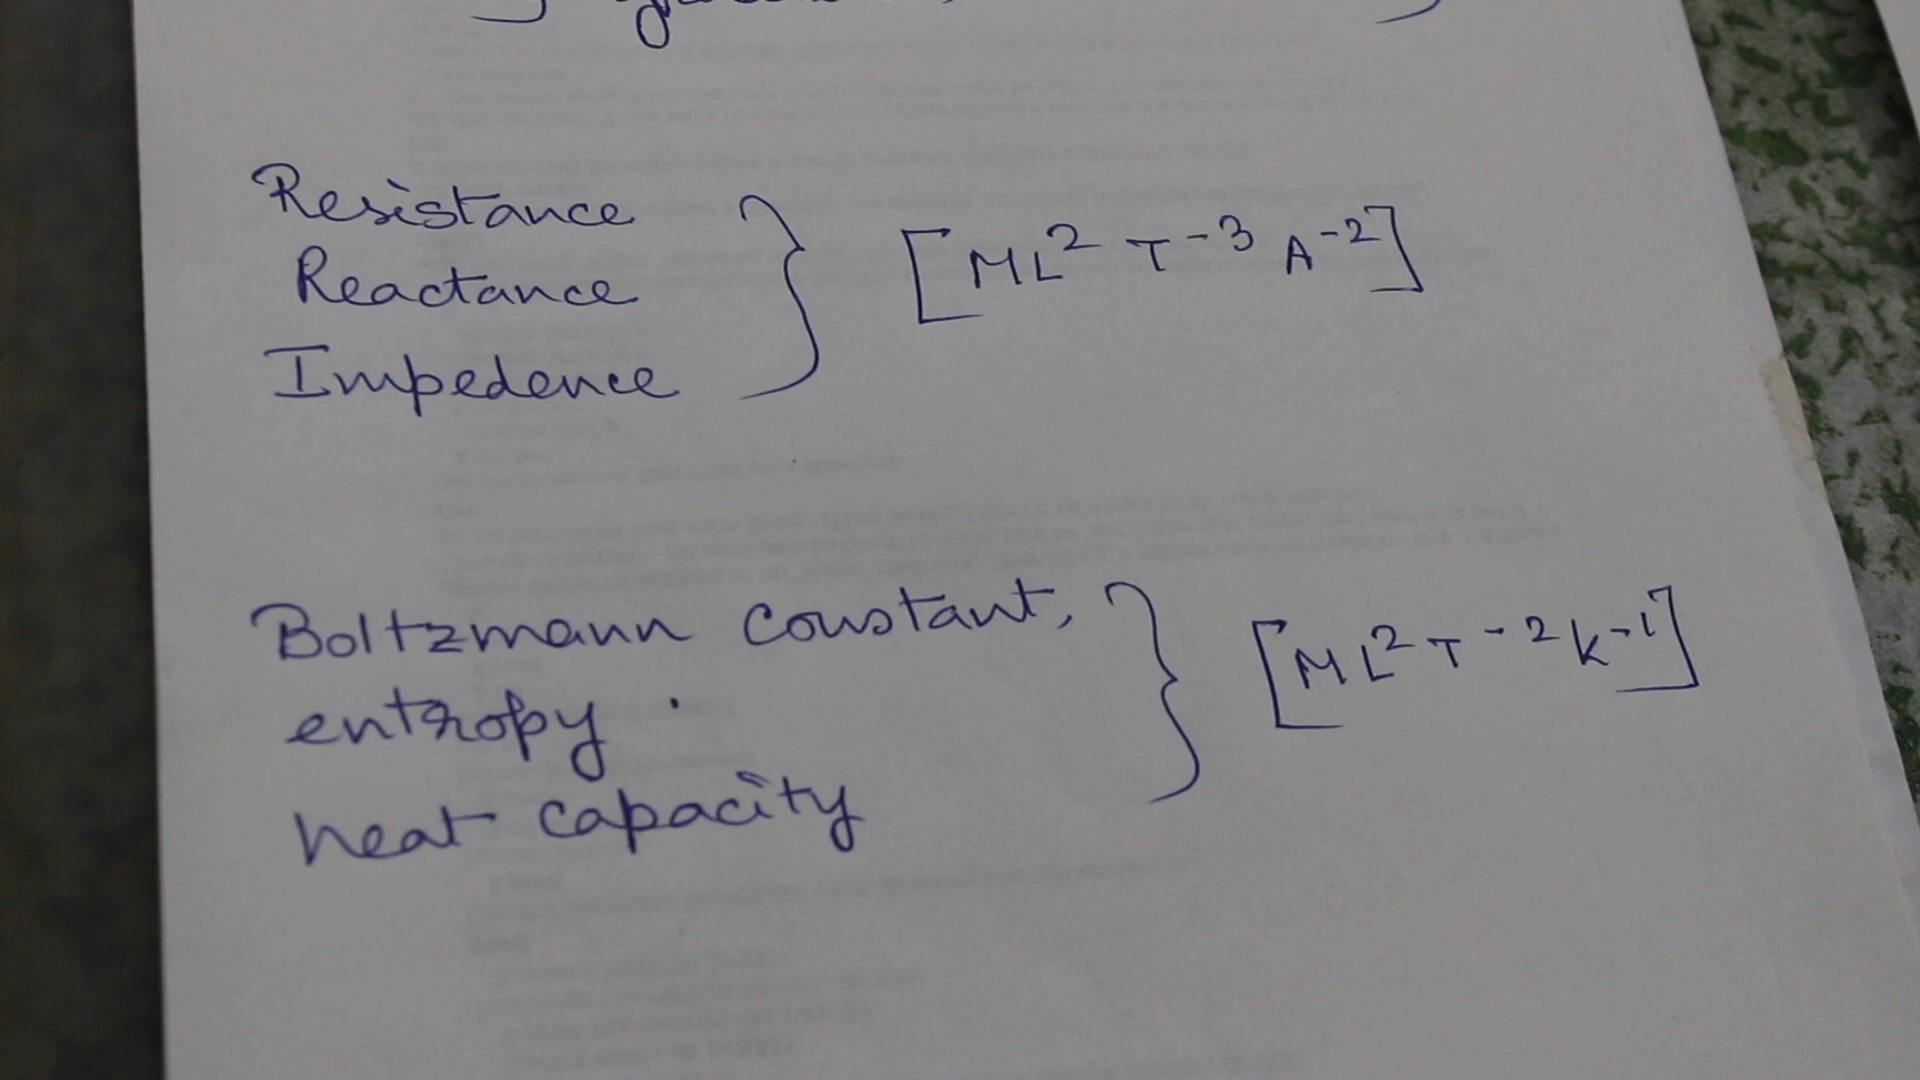 Resistance
Reactance
Impedence
[ML² T⁻³ A⁻²]
Boltzmann constant,
entropy .
heat capacity
[ML² T⁻² K⁻¹]